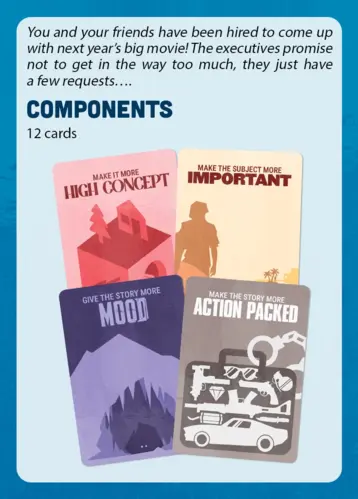 You and your friends have been hired to come up
with next year's big movie! The executives promise
not to get in the way too much, they just have
a few requests….
COMPONENTS
12 cards
MAKE IT MORE
HIGH CONCEPT
MAKE THE SUBJECT MORE
IMPORTANT
GIVE THE STORY MORE
MOOD
MAKE THE STORY MORE
ACTION PACKED